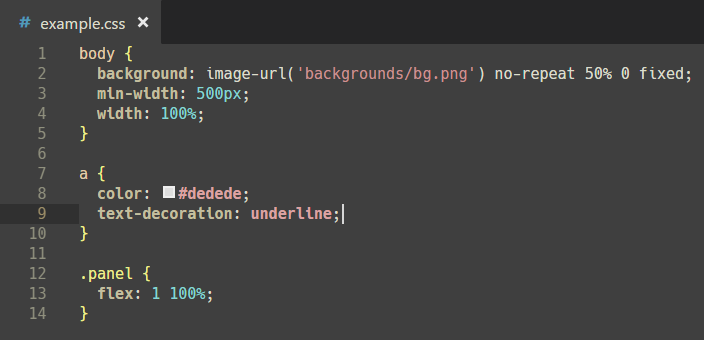 # example.css ×
1 body {
2 background: image-url('backgrounds/bg.png') no-repeat 50% 0 fixed;
3 min-width: 500px;
4 width: 100%;
5 }
6
7 a {
8 color: #dedede;
9 text-decoration: underline;
10 }
11
12 .panel {
13 flex: 1 100%;
14 }